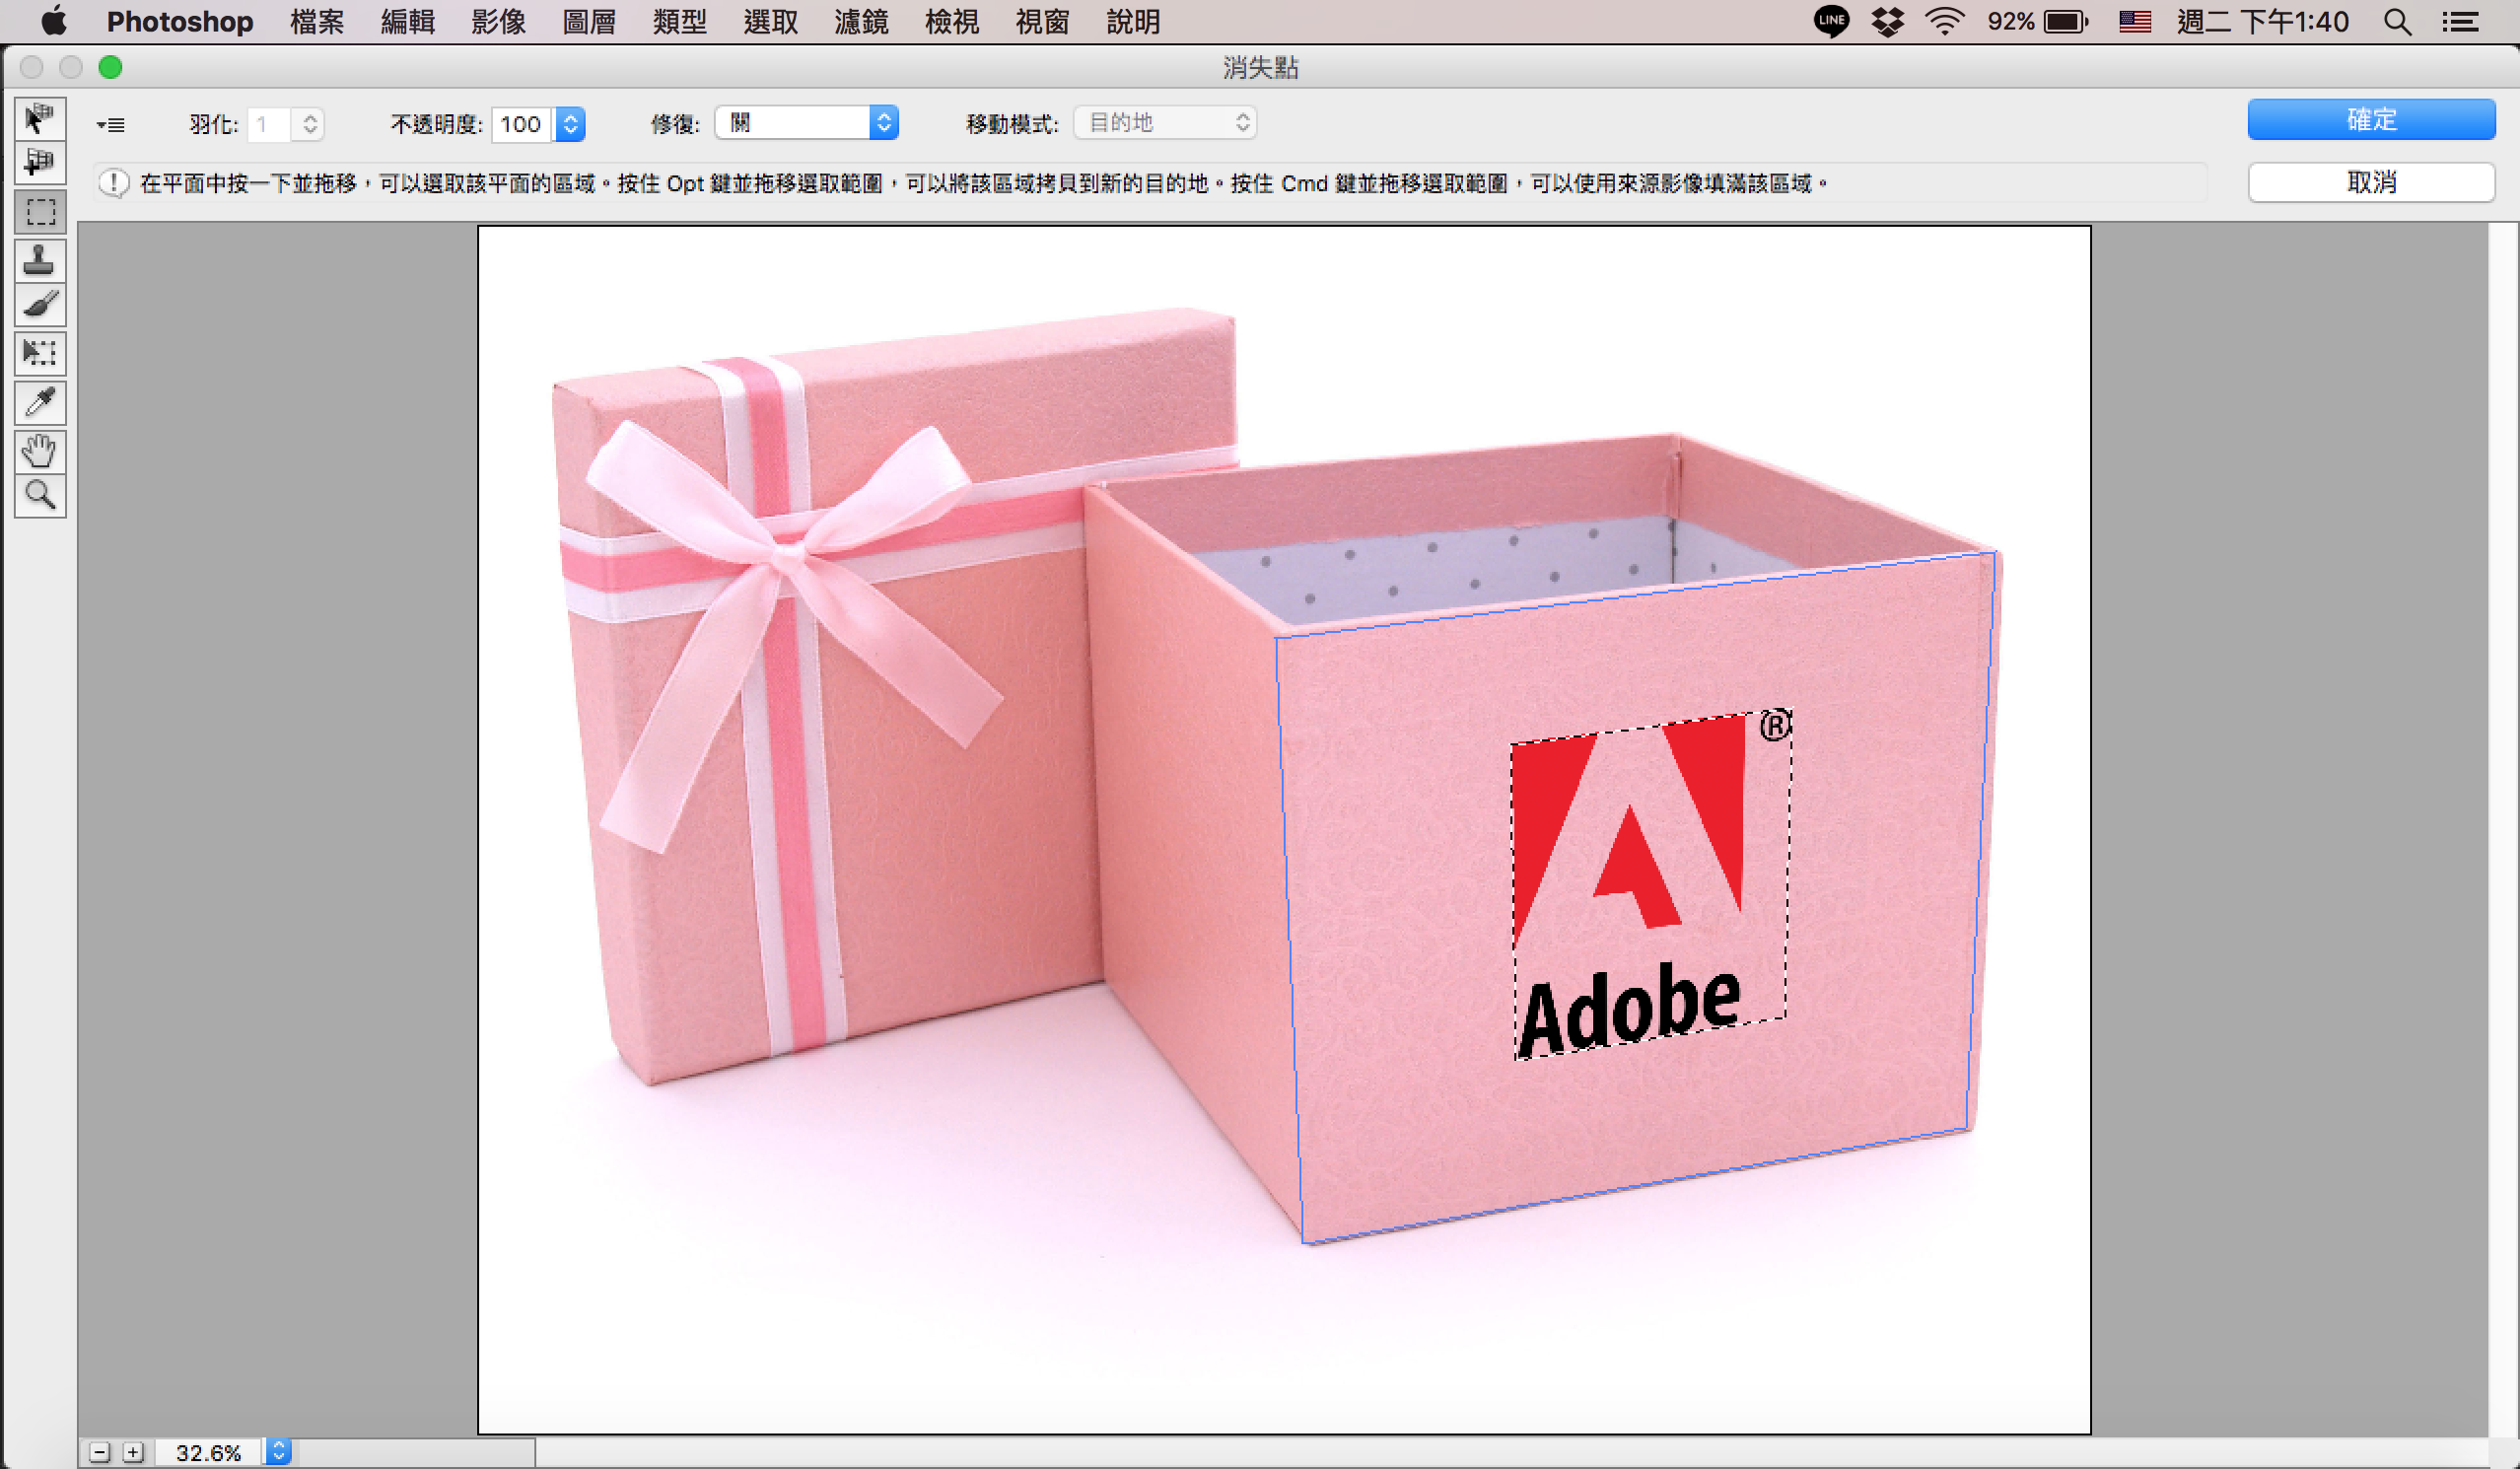 Photoshop 檔案 編輯 影像 圖層 類型 選取 濾鏡 檢視 視窗 說明 LINE 92% 週二 下午1:40
消失點
羽化: 1 不透明度: 100 修復: 關 移動模式: 目的地 確定
在平面中按一下並拖移,可以選取該平面的區域。按住 Opt 鍵並拖移選取範圍,可以將該區域拷貝到新的目的地。按住 Cmd 鍵並拖移選取範圍,可以使用來源影像填滿該區域。 取消
®
Adobe
32.6%